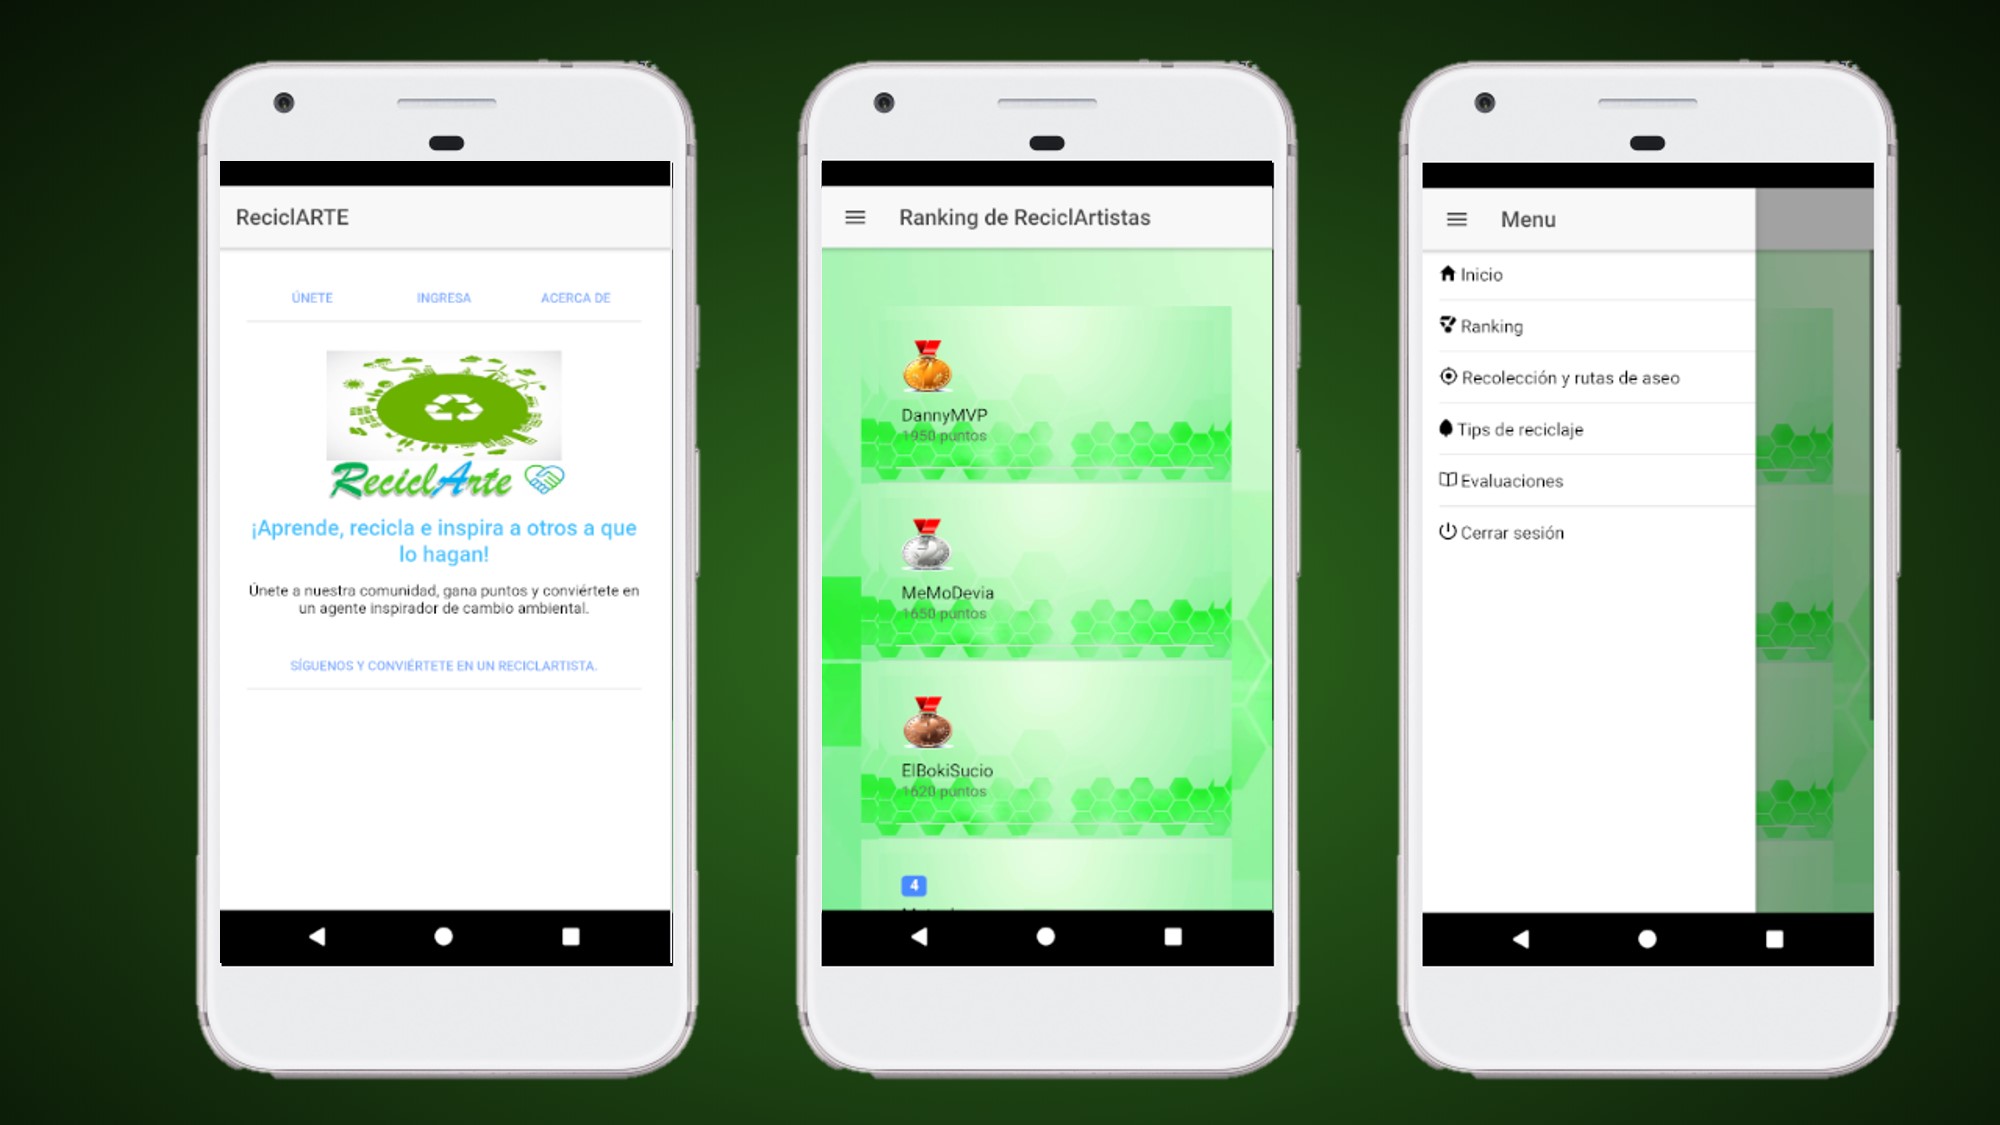 ReciclARTE
ÚNETE INGRESA ACERCA DE
ReciclArte
¡Aprende, recicla e inspira a otros a que
lo hagan!
Únete a nuestra comunidad, gana puntos y conviértete en
un agente inspirador de cambio ambiental.
SÍGUENOS Y CONVIÉRTETE EN UN RECICLARTISTA.
Ranking de ReciclArtistas
DannyMVP
1950 puntos
MeMoDevia
1650 puntos
ElBokiSucio
1620 puntos
4
Menu
Inicio
Ranking
Recolección y rutas de aseo
Tips de reciclaje
Evaluaciones
Cerrar sesión